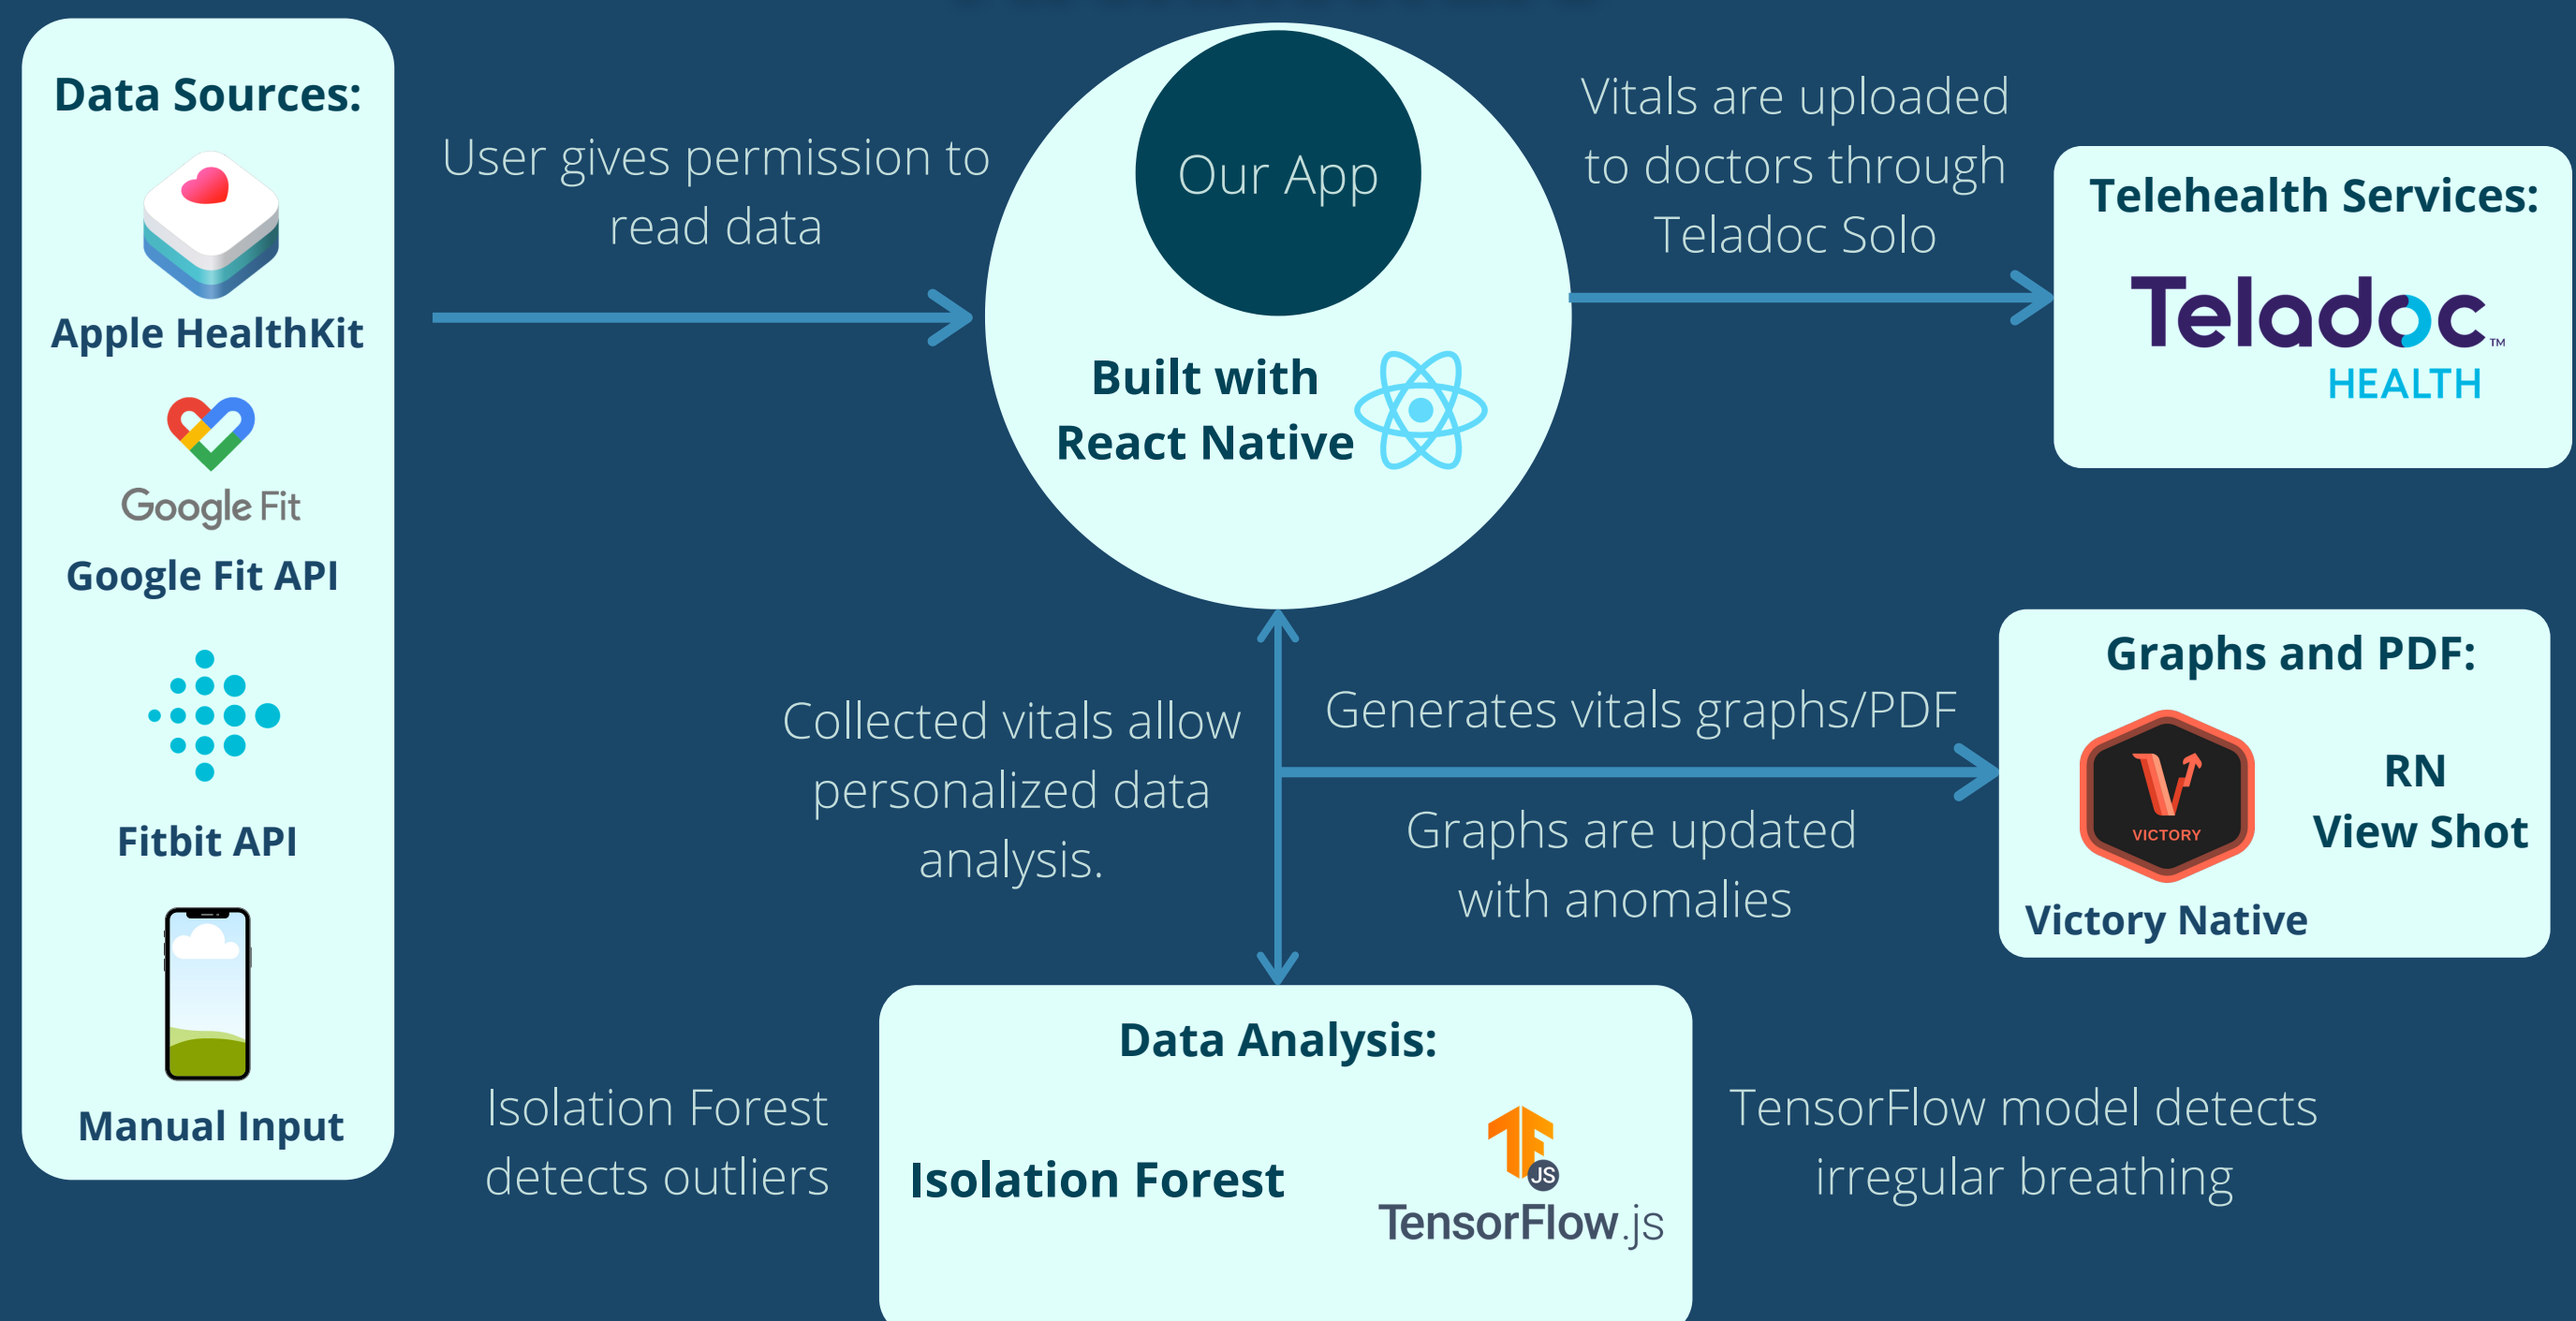 Data Sources:
Apple HealthKit
Google Fit
Google Fit API
Fitbit API
Manual Input
User gives permission to
read data
Our App
Built with
React Native
Vitals are uploaded
to doctors through
Teladoc Solo
Telehealth Services:
Teladoc™
HEALTH
Collected vitals allow
personalized data
analysis.
Generates vitals graphs/PDF
Graphs are updated
with anomalies
Graphs and PDF:
VICTORY
Victory Native
RN
View Shot
Isolation Forest
detects outliers
Data Analysis:
Isolation Forest
JS
TensorFlow.js
TensorFlow model detects
irregular breathing